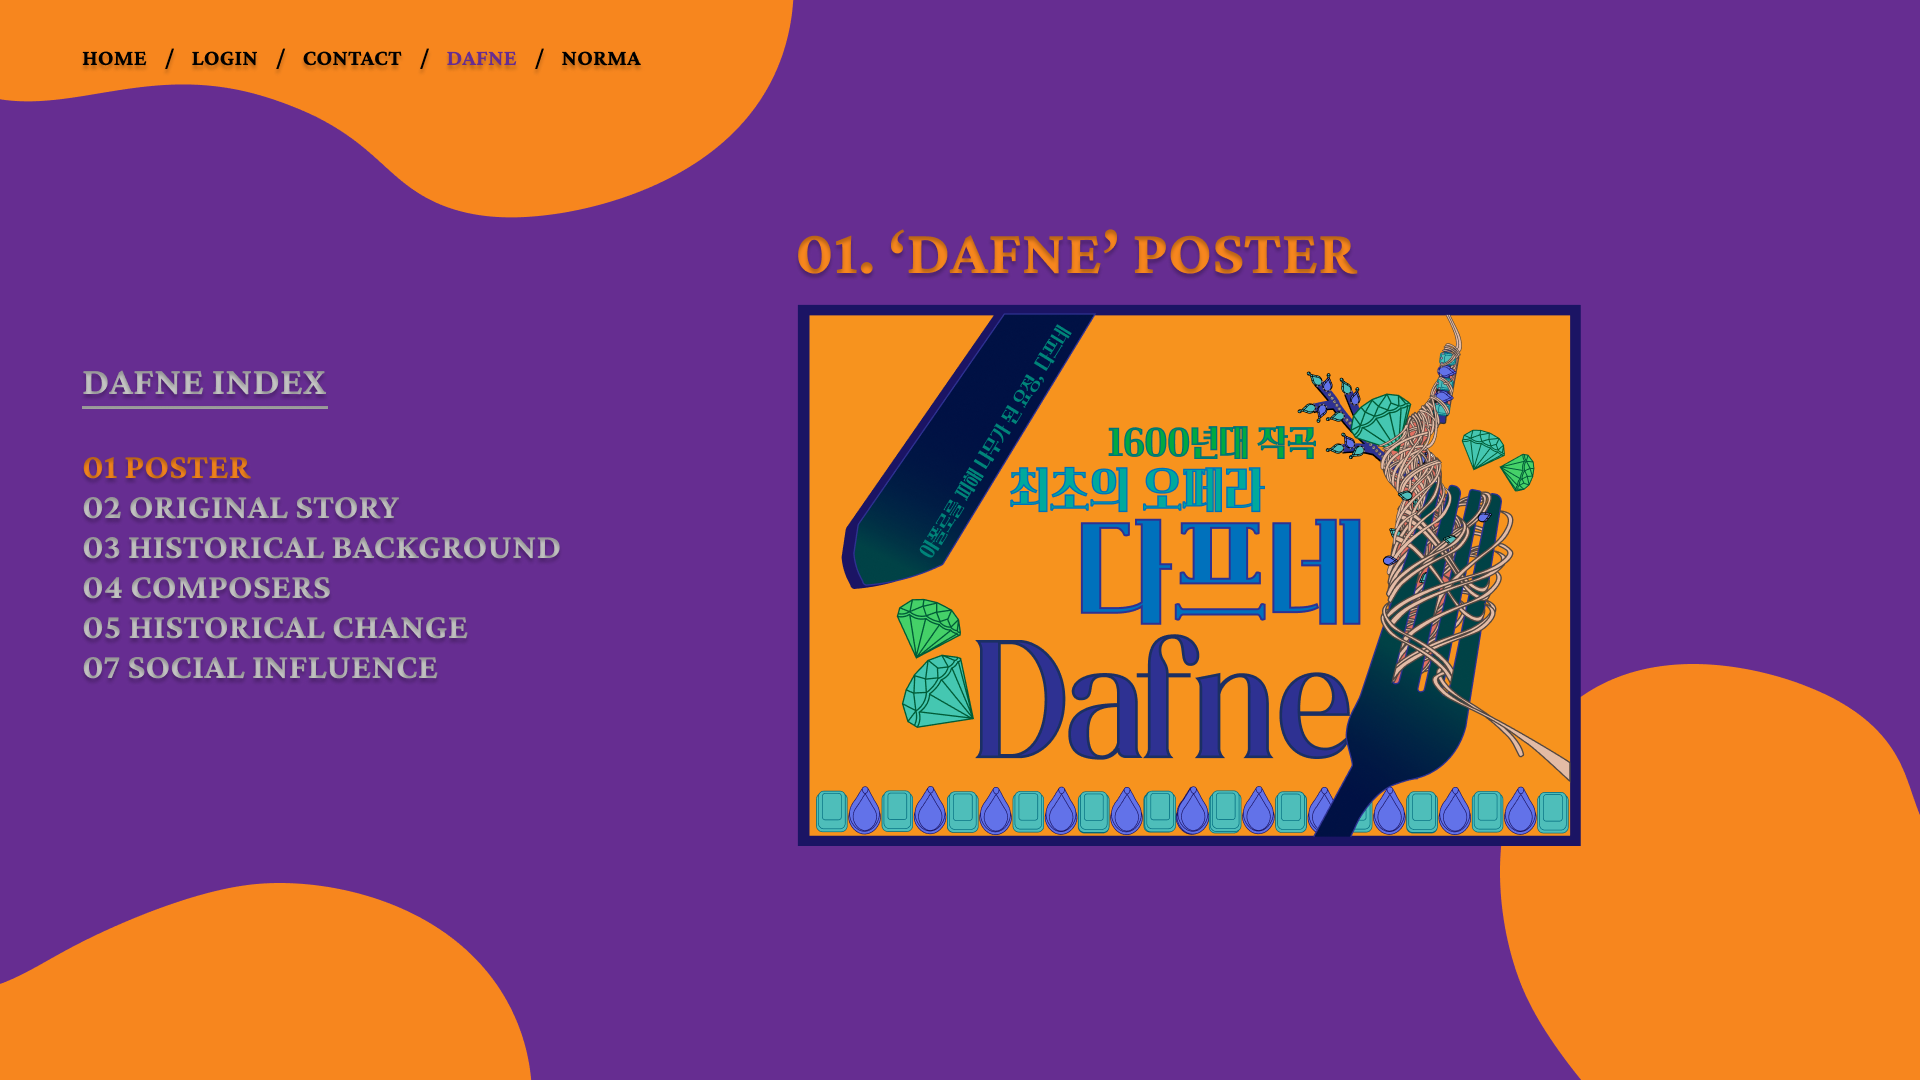 HOME / LOGIN / CONTACT / DAFNE / NORMA
01. ‘DAFNE’ POSTER
DAFNE INDEX
01 POSTER
02 ORIGINAL STORY
03 HISTORICAL BACKGROUND
04 COMPOSERS
05 HISTORICAL CHANGE
07 SOCIAL INFLUENCE
아폴론을 피해 나무가 된 요정, 다프네
1600년대 작곡
최초의 오페라
다프네
Dafne